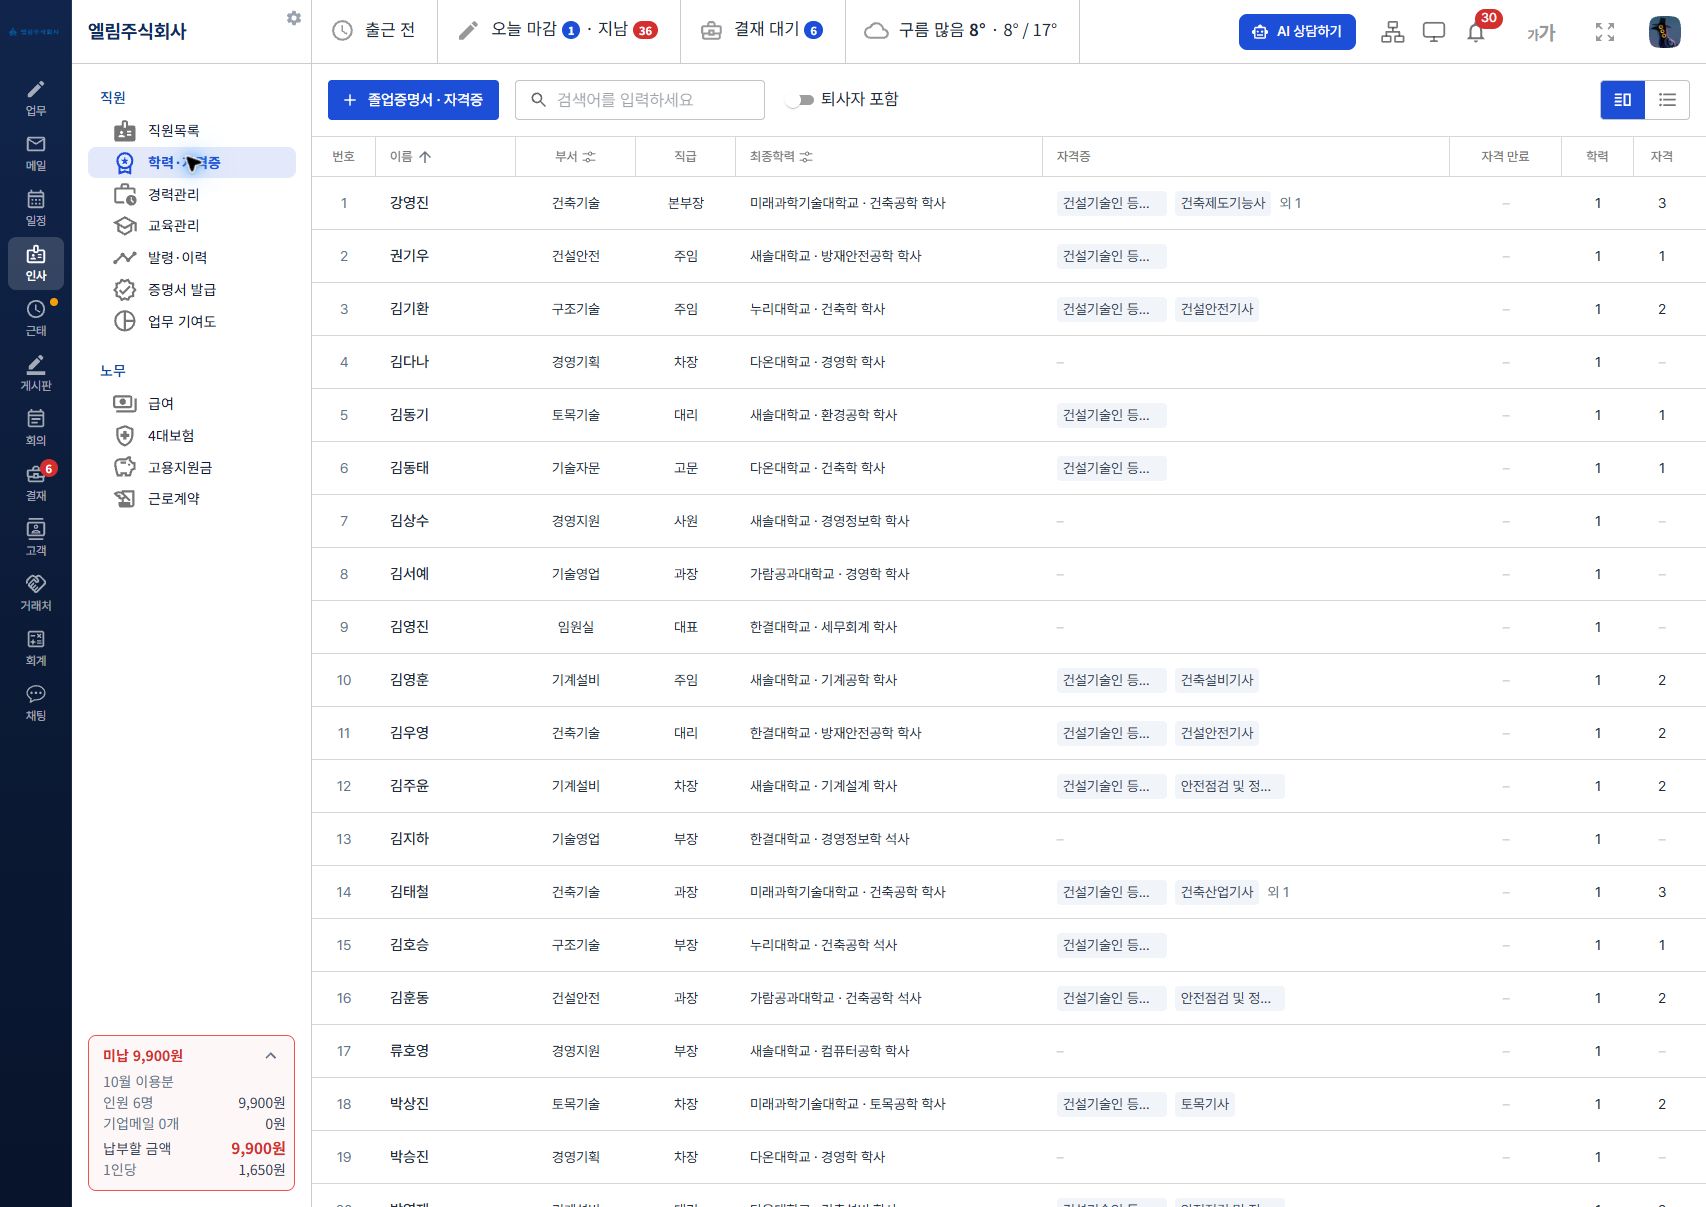 엘림주식회사
엘림주식회사
출근 전
오늘 마감 1 · 지남 36
결재 대기 6
구름 많음 8° · 8° / 17°
AI 상담하기
30
가가
업무
메일
일정
인사
근태
게시판
회의
6
결재
고객
거래처
회계
채팅
직원
직원목록
학력·자격증
경력관리
교육관리
발령·이력
증명서 발급
업무 기여도
노무
급여
4대보험
고용지원금
근로계약
미납 9,900원
10월 이용분
인원 6명 9,900원
기업메일 0개 0원
납부할 금액 9,900원
1인당 1,650원
+ 졸업증명서·자격증
검색어를 입력하세요
퇴사자 포함
번호 이름 부서 직급 최종학력 자격증 자격 만료 학력 자격
1 강영진 건축기술 본부장 미래과학기술대학교 · 건축공학 학사 건설기술인 등... 건축제도기능사 외 1 – 1 3
2 권기우 건설안전 주임 새솔대학교 · 방재안전공학 학사 건설기술인 등... – 1 1
3 김기환 구조기술 주임 누리대학교 · 건축학 학사 건설기술인 등... 건설안전기사 – 1 2
4 김다나 경영기획 차장 다온대학교 · 경영학 학사 – – 1 –
5 김동기 토목기술 대리 새솔대학교 · 환경공학 학사 건설기술인 등... – 1 1
6 김동태 기술자문 고문 다온대학교 · 건축학 학사 건설기술인 등... – 1 1
7 김상수 경영지원 사원 새솔대학교 · 경영정보학 학사 – – 1 –
8 김서예 기술영업 과장 가람공과대학교 · 경영학 학사 – – 1 –
9 김영진 임원실 대표 한결대학교 · 세무회계 학사 – – 1 –
10 김영훈 기계설비 주임 새솔대학교 · 기계공학 학사 건설기술인 등... 건축설비기사 – 1 2
11 김우영 건축기술 대리 한결대학교 · 방재안전공학 학사 건설기술인 등... 건설안전기사 – 1 2
12 김주윤 기계설비 차장 새솔대학교 · 기계설계 학사 건설기술인 등... 안전점검 및 정... – 1 2
13 김지하 기술영업 부장 한결대학교 · 경영정보학 석사 – – 1 –
14 김태철 건축기술 과장 미래과학기술대학교 · 건축공학 학사 건설기술인 등... 건축산업기사 외 1 – 1 3
15 김호승 구조기술 부장 누리대학교 · 건축공학 석사 건설기술인 등... – 1 1
16 김훈동 건설안전 과장 가람공과대학교 · 건축공학 석사 건설기술인 등... 안전점검 및 정... – 1 2
17 류호영 경영지원 부장 새솔대학교 · 컴퓨터공학 학사 – – 1 –
18 박상진 토목기술 차장 미래과학기술대학교 · 토목공학 학사 건설기술인 등... 토목기사 – 1 2
19 박승진 경영기획 차장 다온대학교 · 경영학 학사 – – 1 –